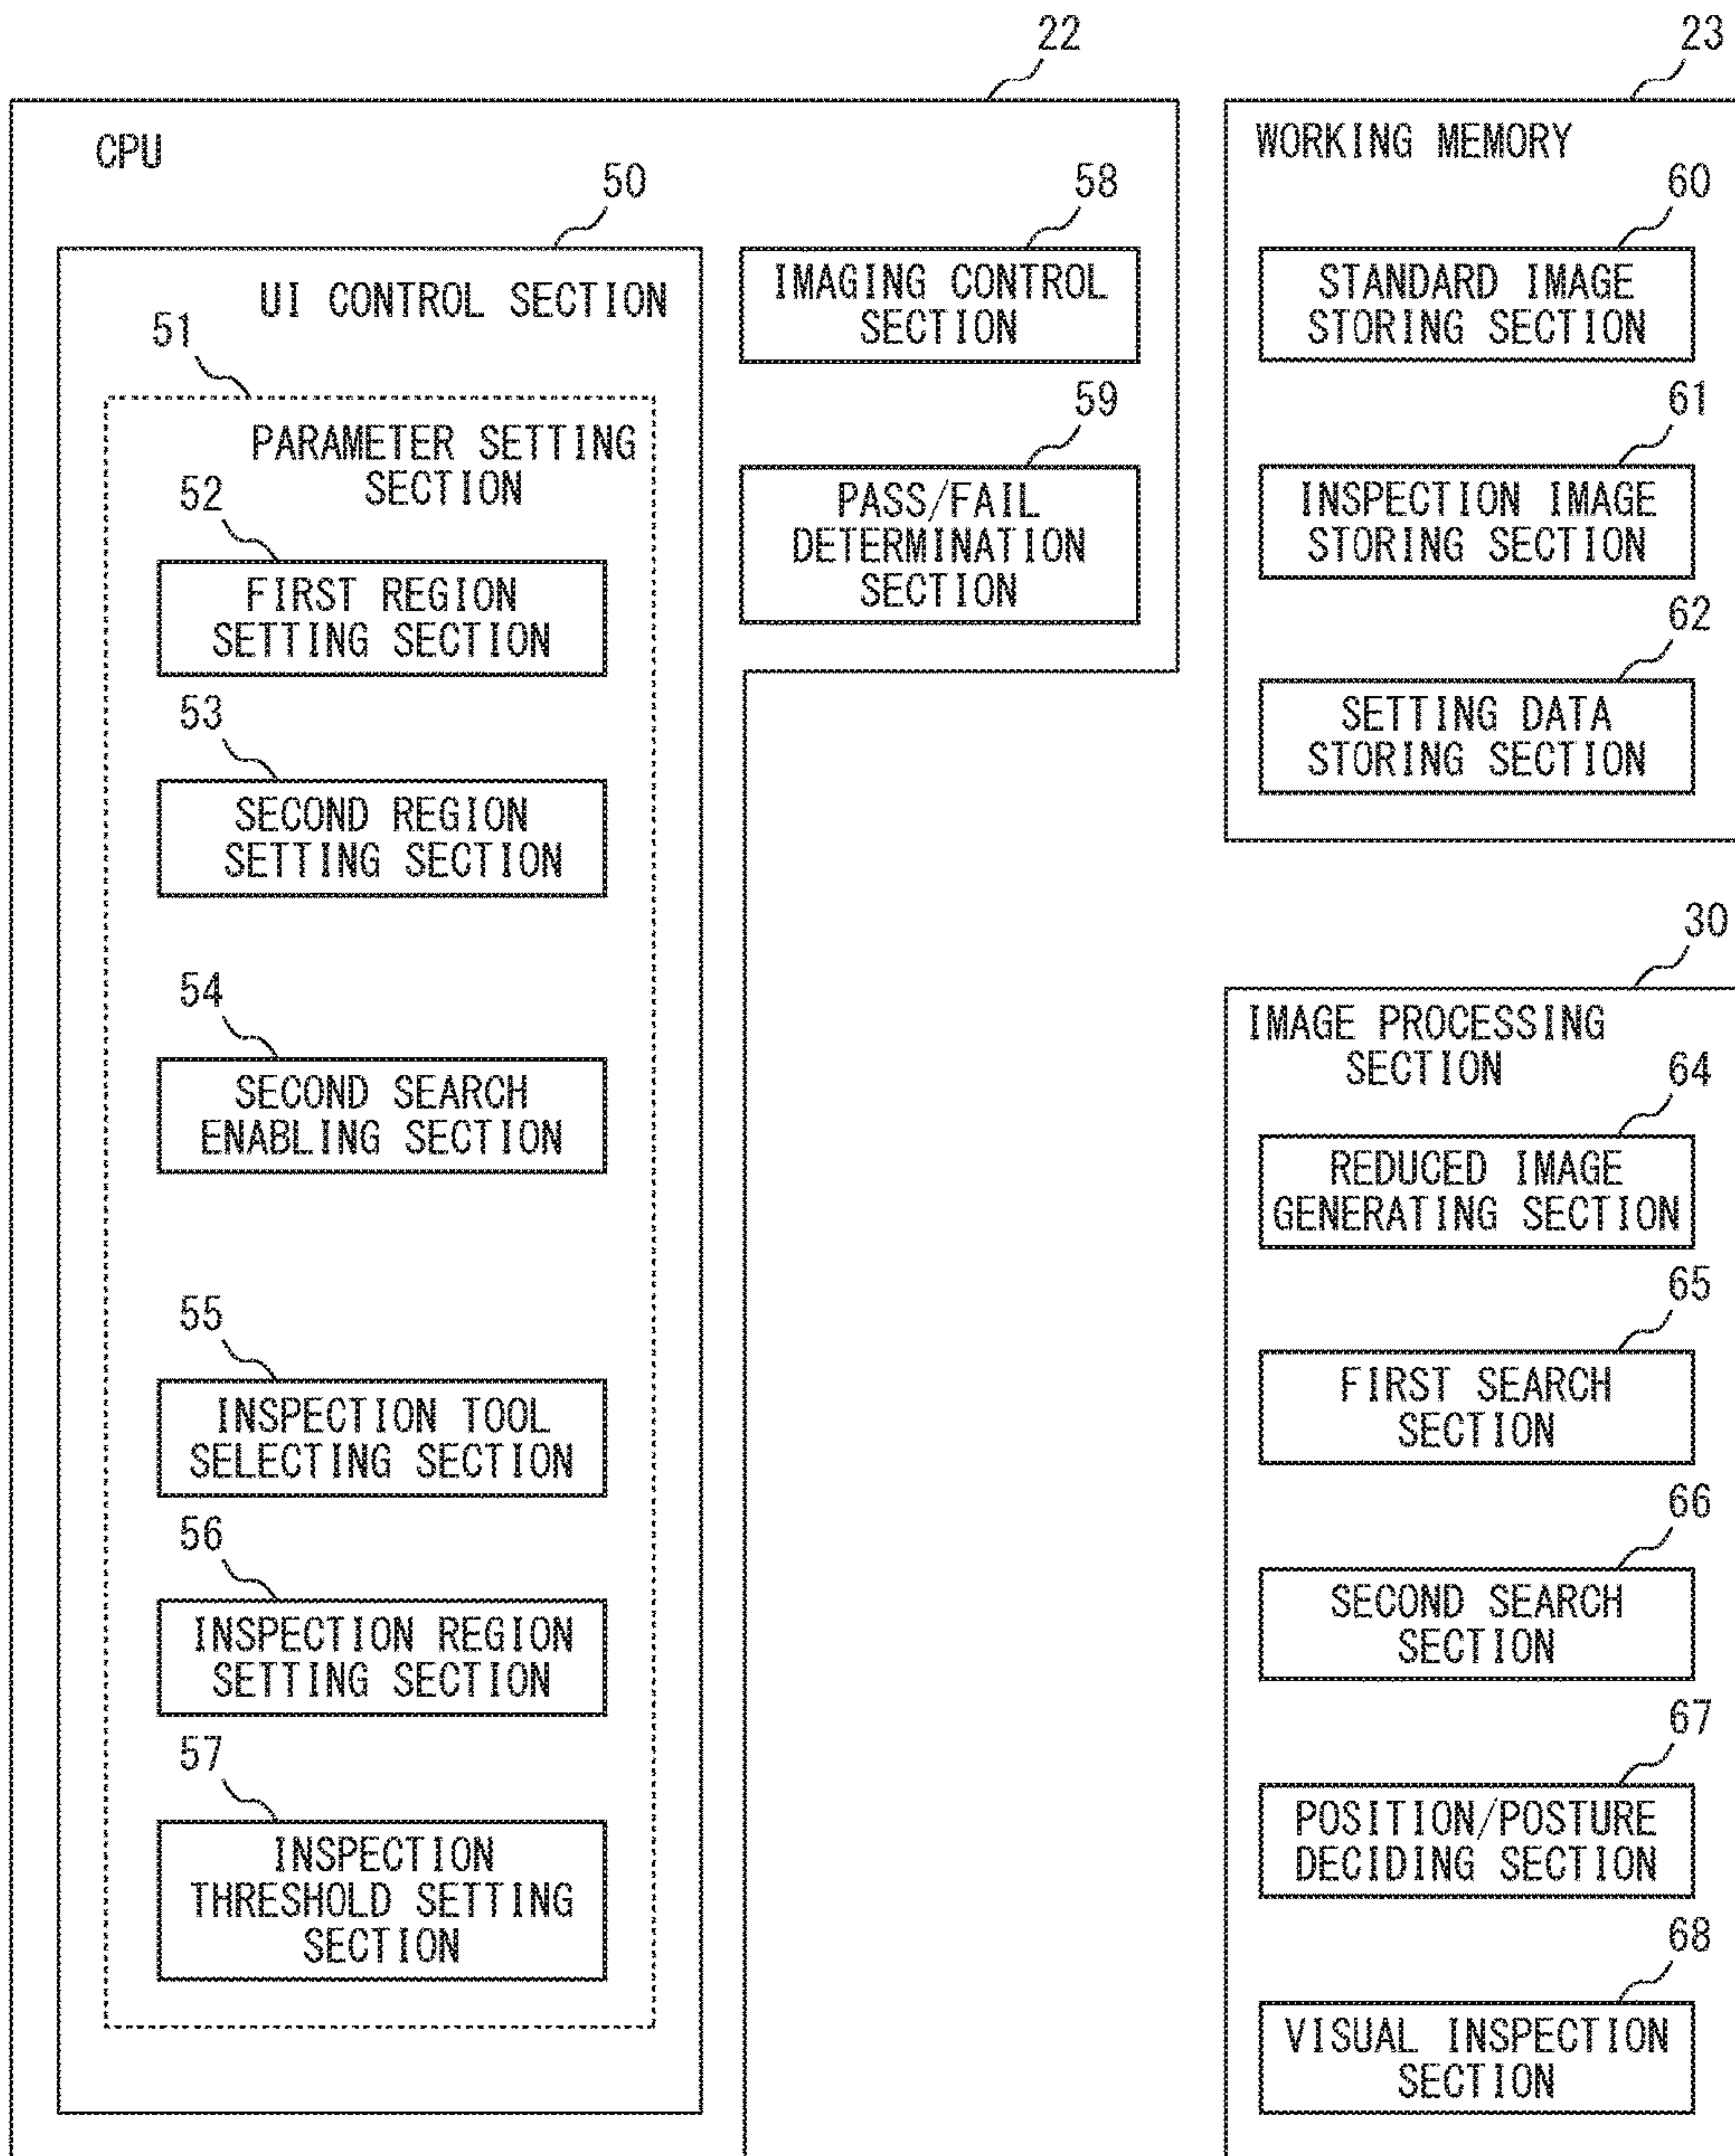 22
CPU
50
UI CONTROL SECTION
51
PARAMETER SETTING
SECTION
52
FIRST REGION
SETTING SECTION
53
SECOND REGION
SETTING SECTION
54
SECOND SEARCH
ENABLING SECTION
55
INSPECTION TOOL
SELECTING SECTION
56
INSPECTION REGION
SETTING SECTION
57
INSPECTION
THRESHOLD SETTING
SECTION
58
IMAGING CONTROL
SECTION
59
PASS/FAIL
DETERMINATION
SECTION
23
WORKING MEMORY
60
STANDARD IMAGE
STORING SECTION
61
INSPECTION IMAGE
STORING SECTION
62
SETTING DATA
STORING SECTION
30
IMAGE PROCESSING
SECTION
64
REDUCED IMAGE
GENERATING SECTION
65
FIRST SEARCH
SECTION
66
SECOND SEARCH
SECTION
67
POSITION/POSTURE
DECIDING SECTION
68
VISUAL INSPECTION
SECTION